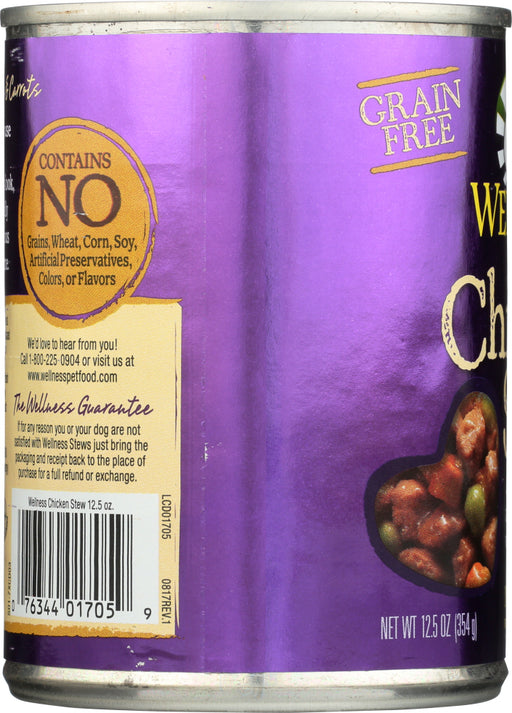 & Carrots
CONTAINS
NO
Grains, Wheat, Corn, Soy,
Artificial Preservatives,
Colors, or Flavors
We'd love to hear from you!
Call 1-800-225-0904 or visit us at
www.wellnesspetfood.com
The Wellness Guarantee
If for any reason you or your dog are not
satisfied with Wellness Stews just bring the
packaging and receipt back to the place of
purchase for a full refund or exchange.
Wellness Chicken Stew 12.5 oz.
76344 01705 9
LCD01705
0817REV.1
GRAIN
FREE
WE
Ch
NET WT 12.5 OZ (354 g)